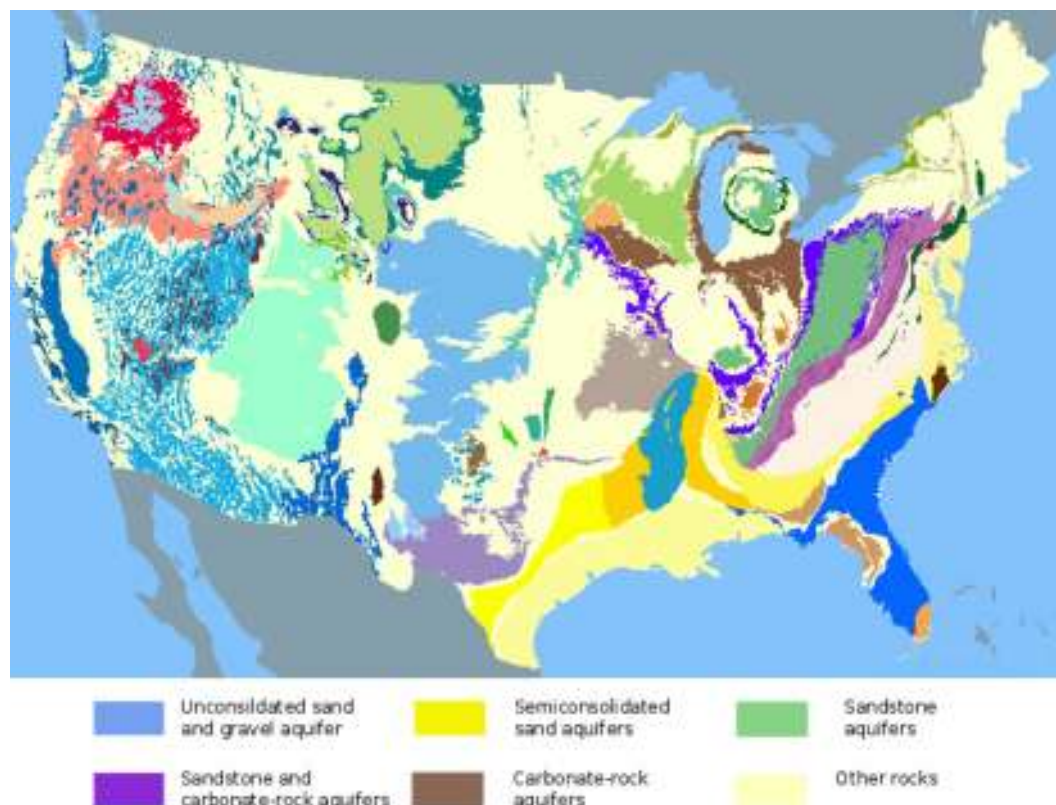 Unconsildated sand
and gravel aquifer
Semiconsolidated
sand aquifers
Sandstone
aquifers
Sandstone and
carbonate-rock aquifers
Carbonate-rock
aquifers
Other rocks